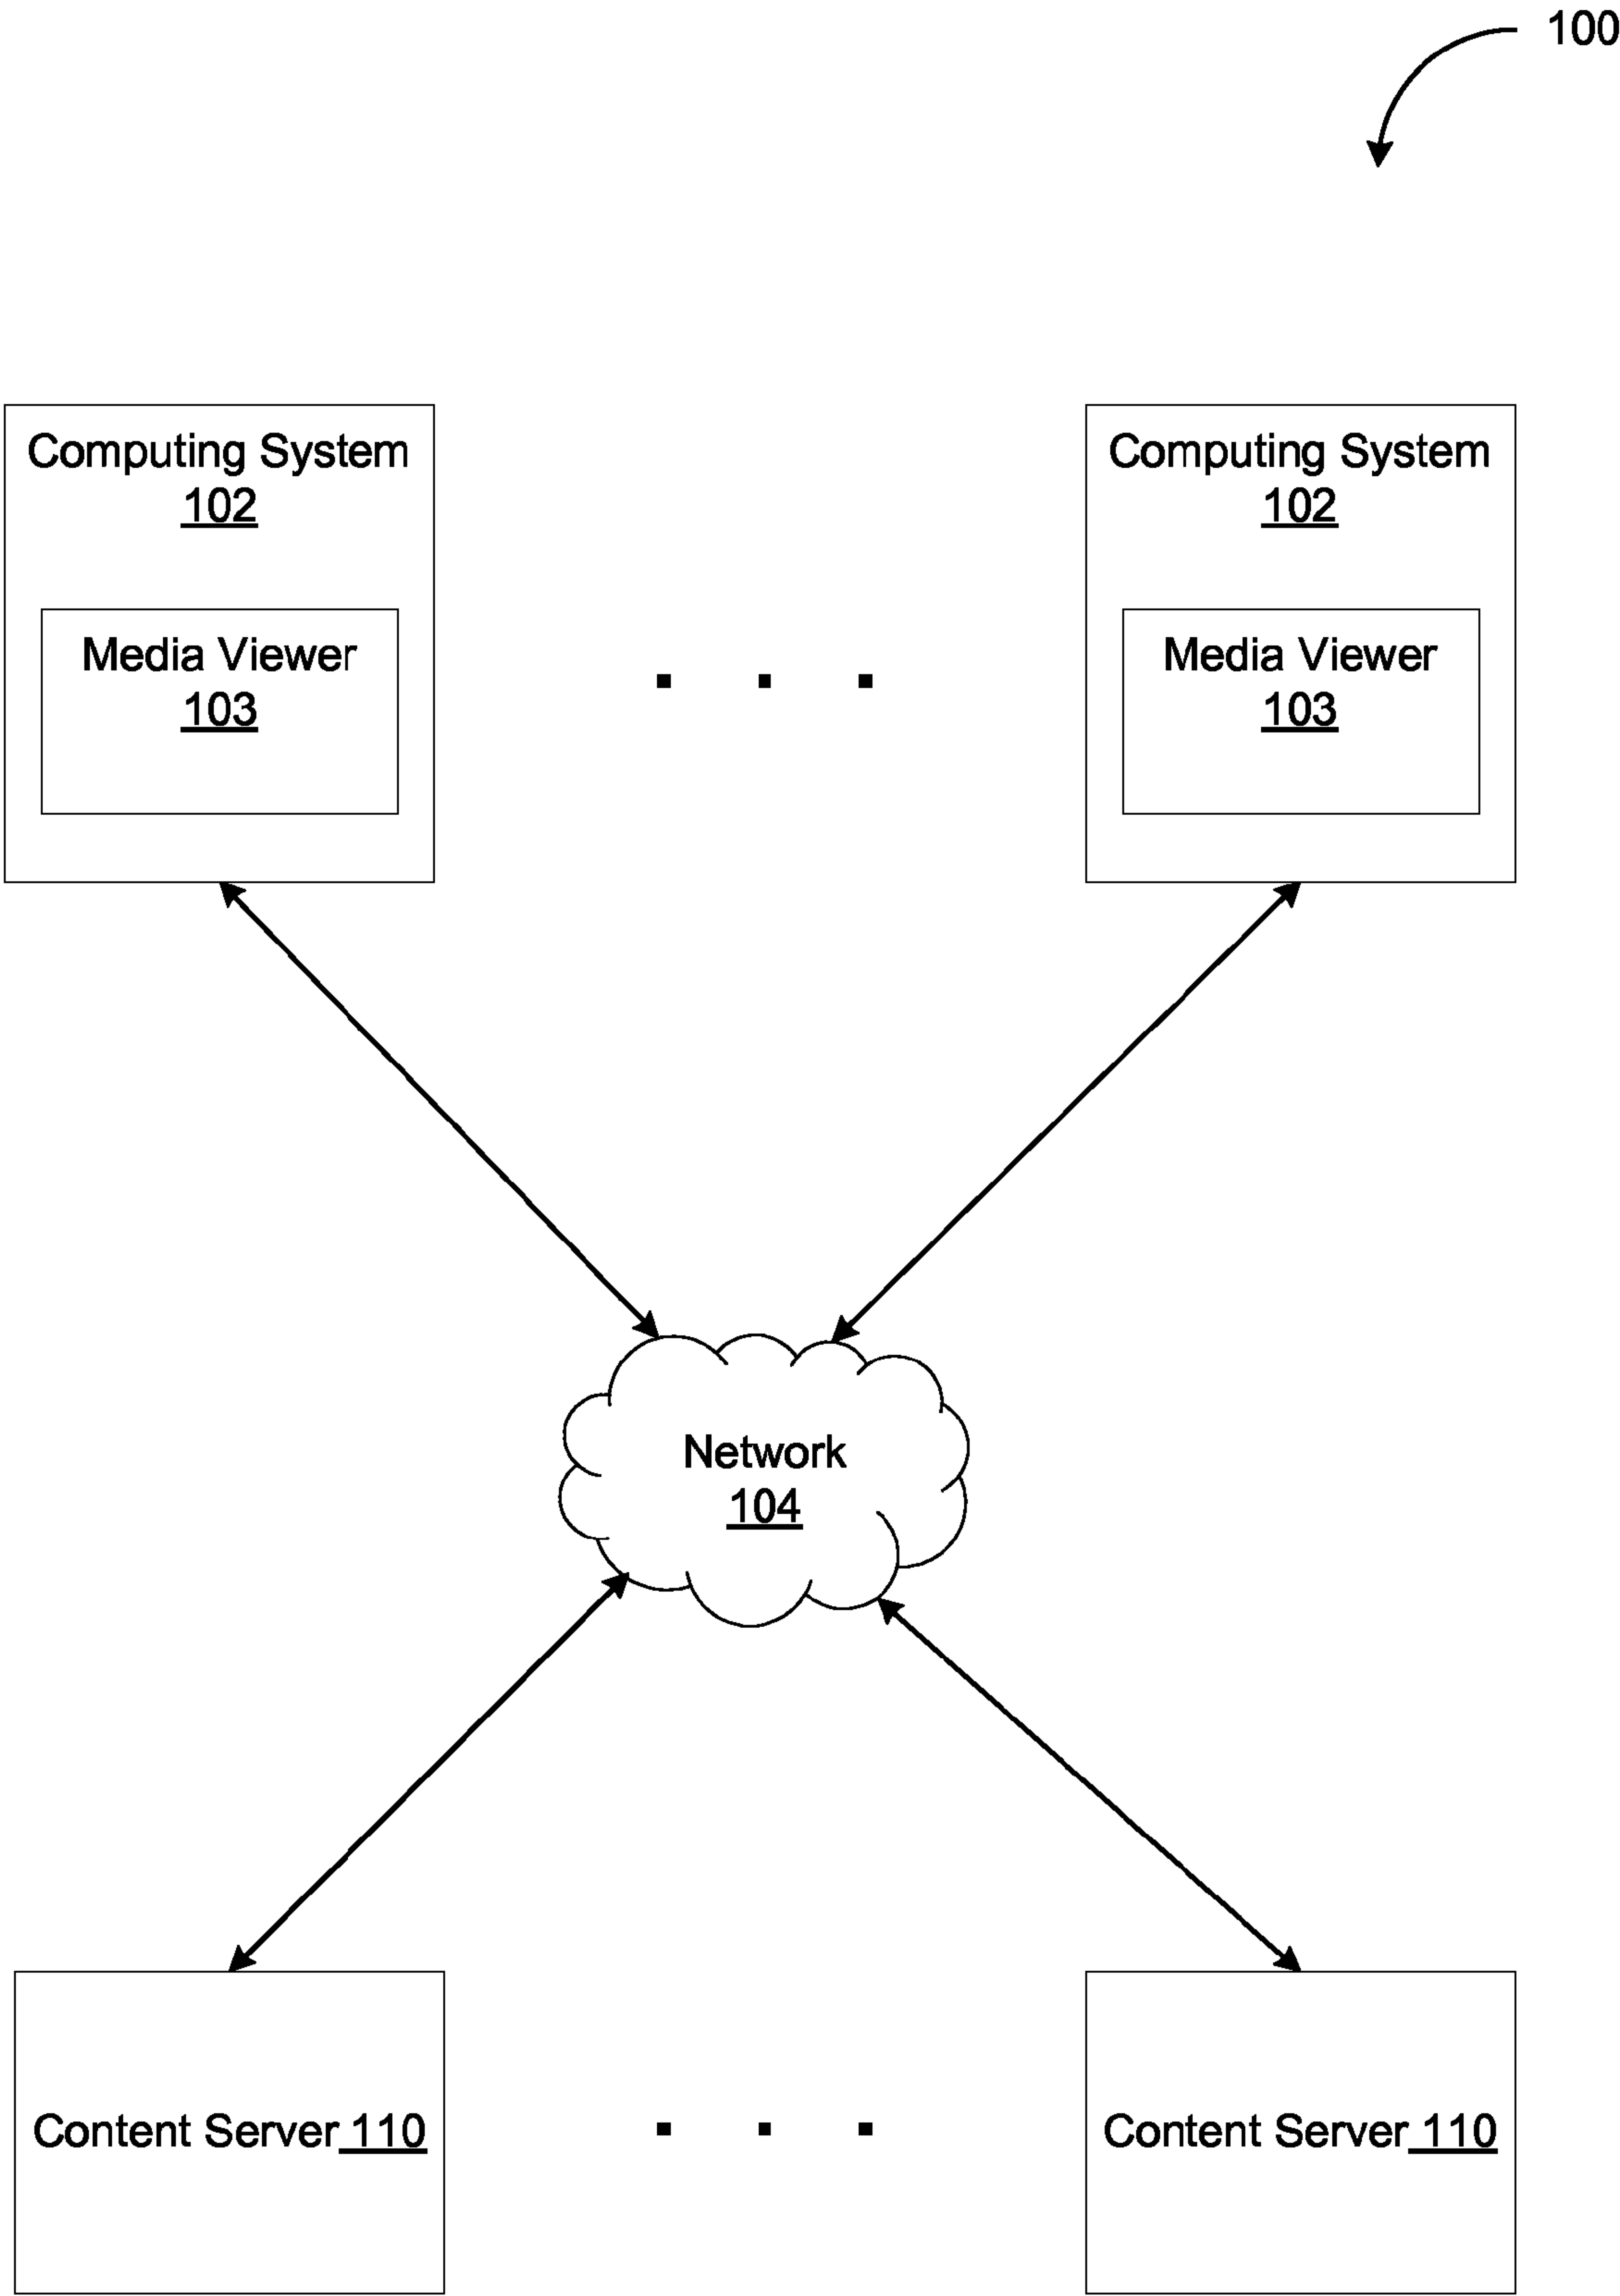 100
Computing System
102
Media Viewer
103
Computing System
102
Media Viewer
103
Network
104
Content Server 110
Content Server 110